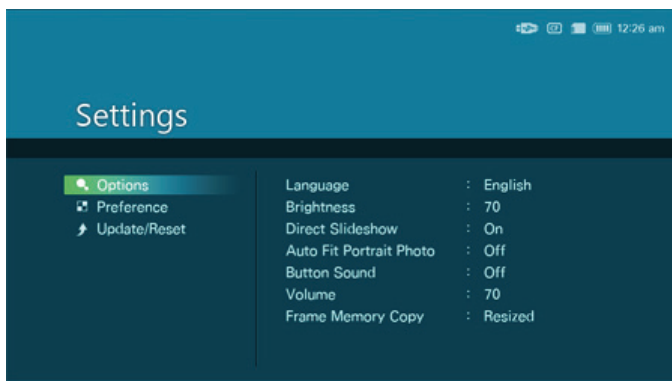 12:26 am
Settings
Options
Preference
Update/Reset
Language : English
Brightness : 70
Direct Slideshow : On
Auto Fit Portrait Photo : Off
Button Sound : Off
Volume : 70
Frame Memory Copy : Resized